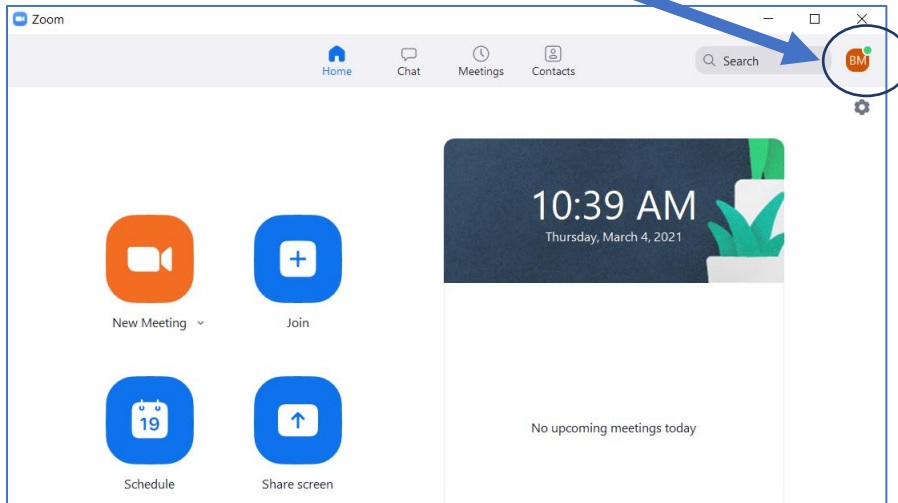 Zoom
Home Chat Meetings Contacts
Search
BM
10:39 AM
Thursday, March 4, 2021
New Meeting Join
19
Schedule Share screen
No upcoming meetings today